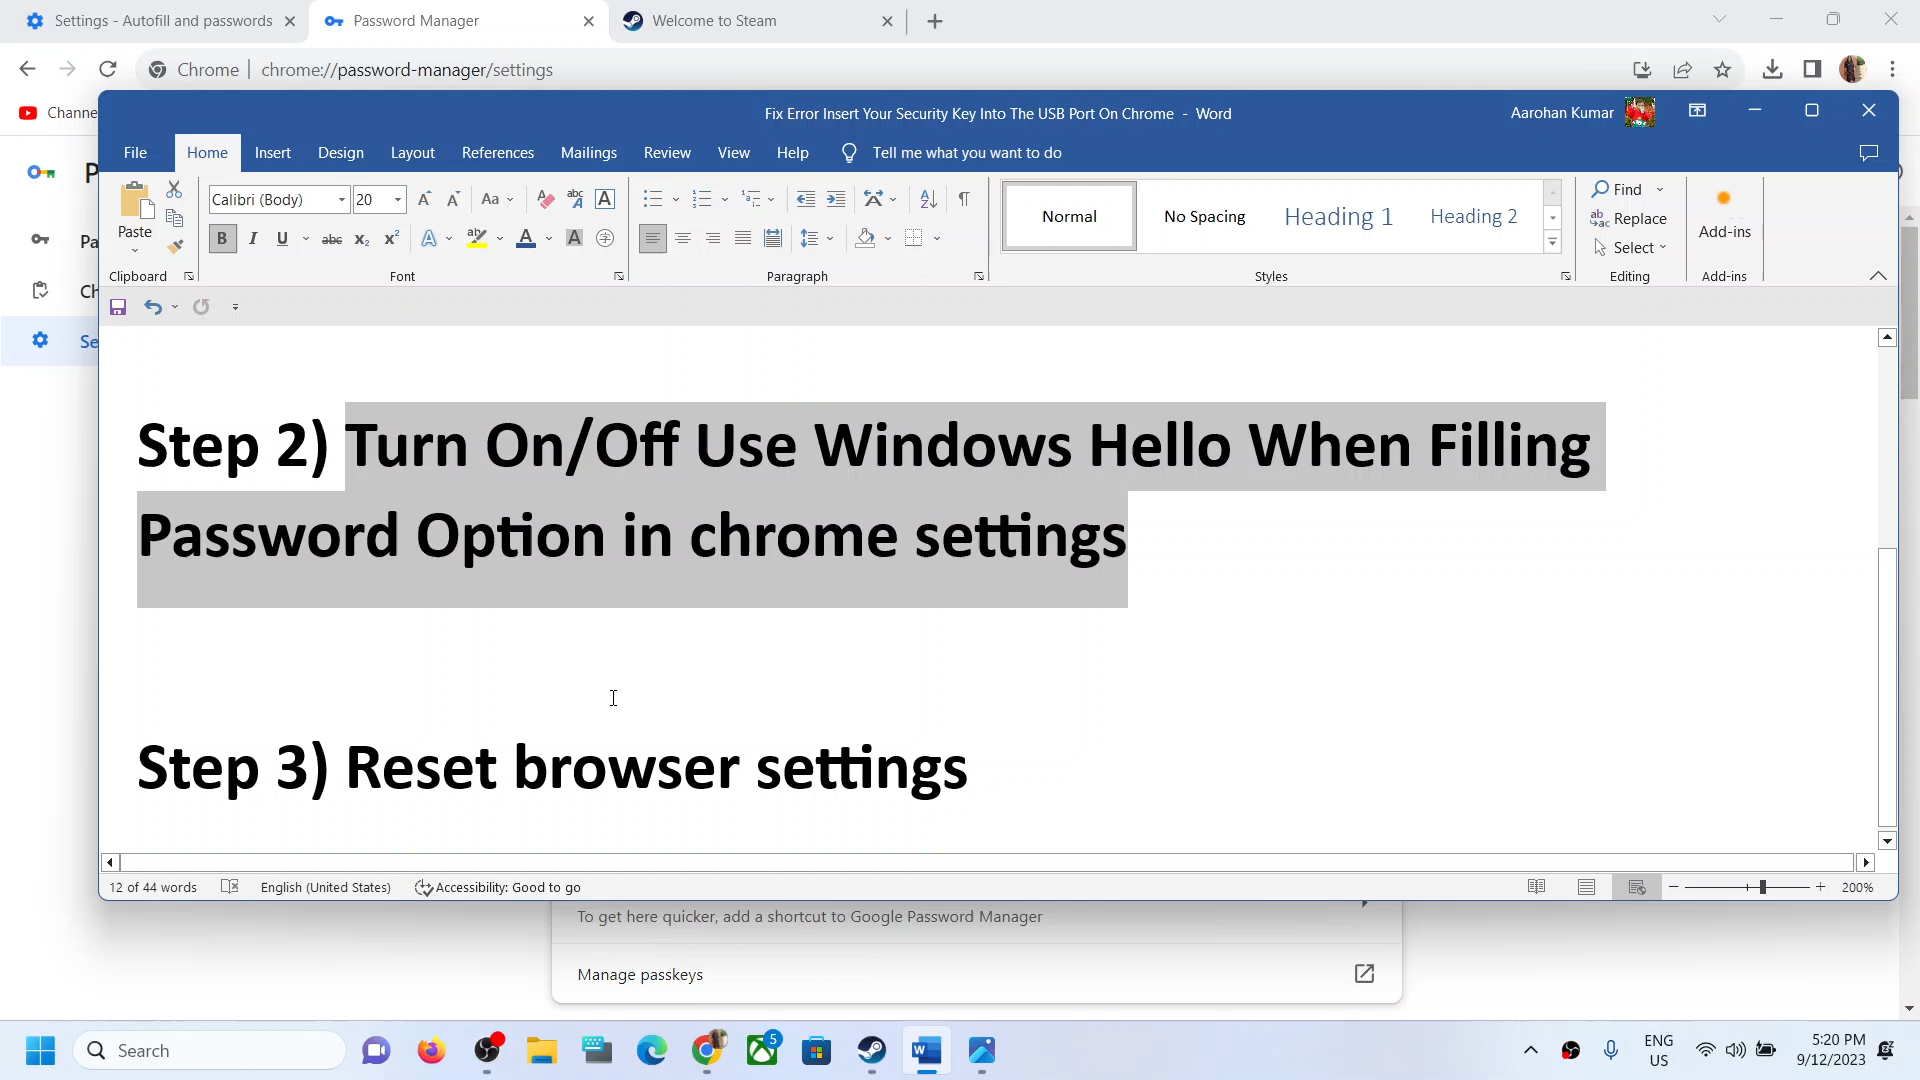 Settings - Autofill and passwords
Password Manager
Welcome to Steam
Chrome
chrome://password-manager/settings
Channe
Fix Error Insert Your Security Key Into The USB Port On Chrome - Word
Aarohan Kumar
File
Home
Insert
Design
Layout
References
Mailings
Review
View
Help
Tell me what you want to do
P
Pa
Ch
Se
Paste
Clipboard
Calibri (Body)
20
Aa
Font
Paragraph
Normal
No Spacing
Heading 1
Heading 2
Styles
Find
Replace
Select
Editing
Add-ins
Add-ins
Step 2) Turn On/Off Use Windows Hello When Filling
Password Option in chrome settings
Step 3) Reset browser settings
12 of 44 words
English (United States)
Accessibility: Good to go
200%
To get here quicker, add a shortcut to Google Password Manager
Manage passkeys
Search
5
ENG
US
5:20 PM
9/12/2023